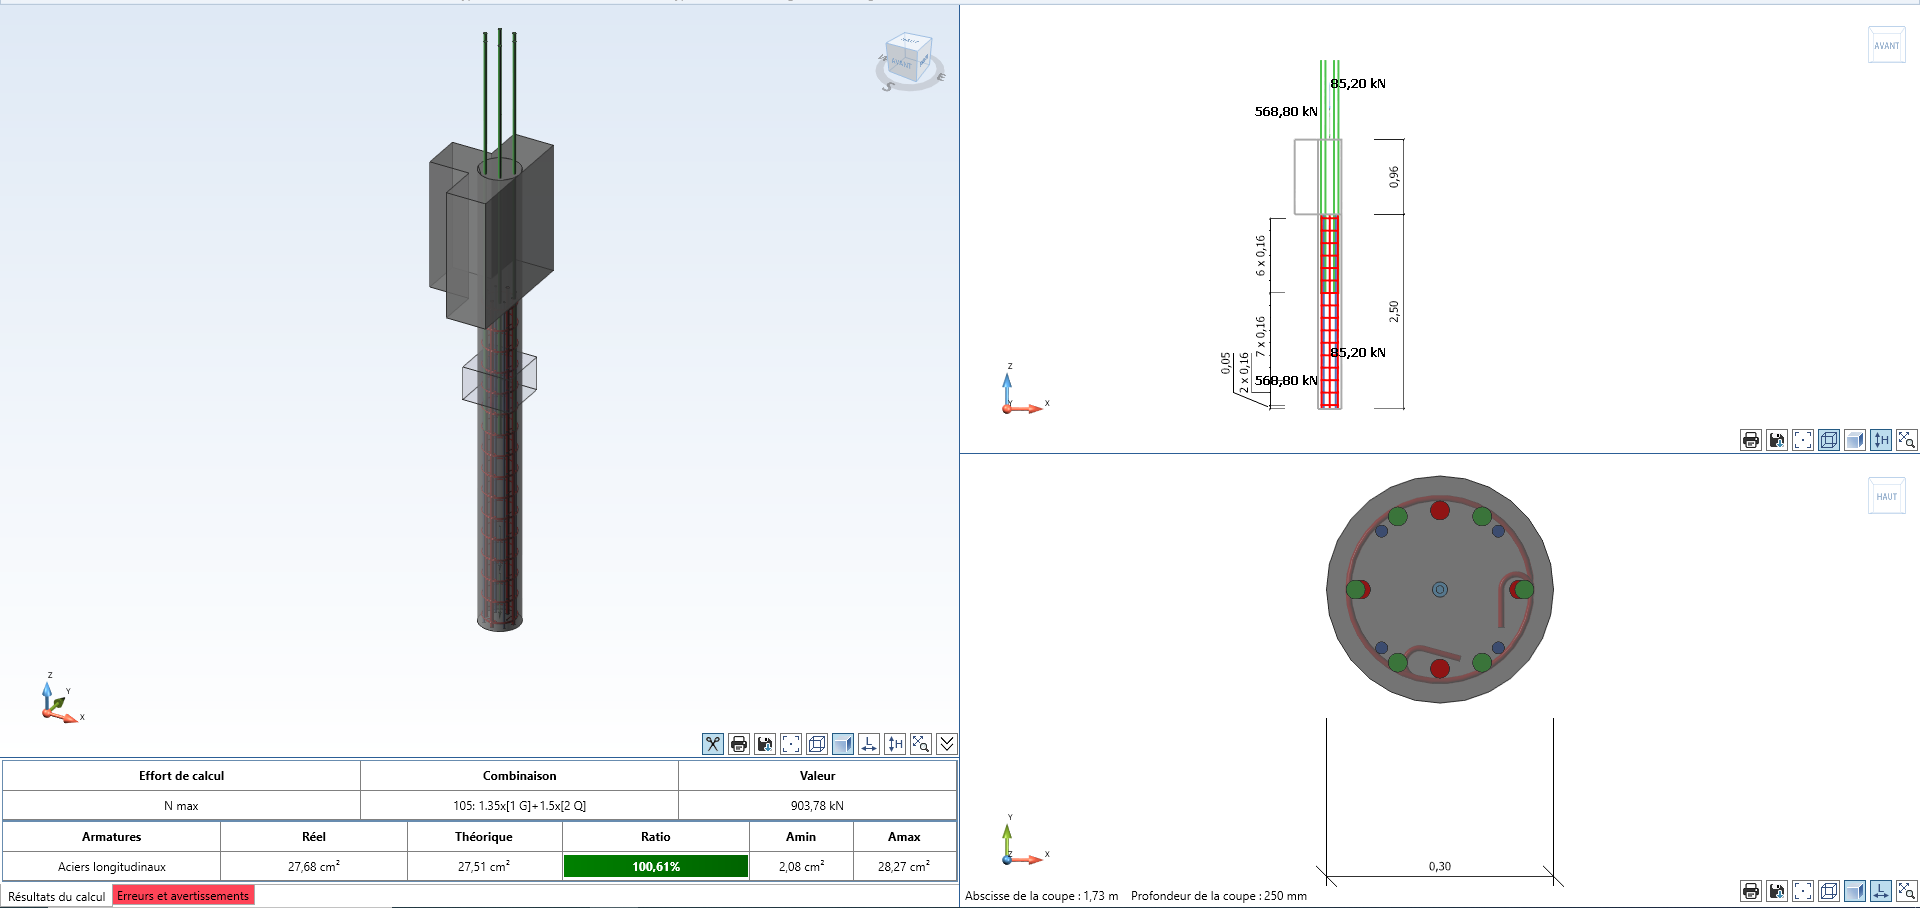 HAUT
AVANT
S
E
Z
Y
X
Effort de calcul Combinaison Valeur
N max 105: 1.35x[1 G]+1.5x[2 Q] 903,78 kN
Armatures Réel Théorique Ratio Amin Amax
Aciers longitudinaux 27,68 cm² 27,51 cm² 100,61% 2,08 cm² 28,27 cm²
Résultats du calcul Erreurs et avertissements
AVANT
85,20 kN
568,80 kN
0,96
6 x 0,16
2,50
7 x 0,16
0,05
2 x 0,16
85,20 kN
568,80 kN
Z
Y
X
H
HAUT
Y
Z
X
0,30
Abscisse de la coupe : 1,73 m Profondeur de la coupe : 250 mm